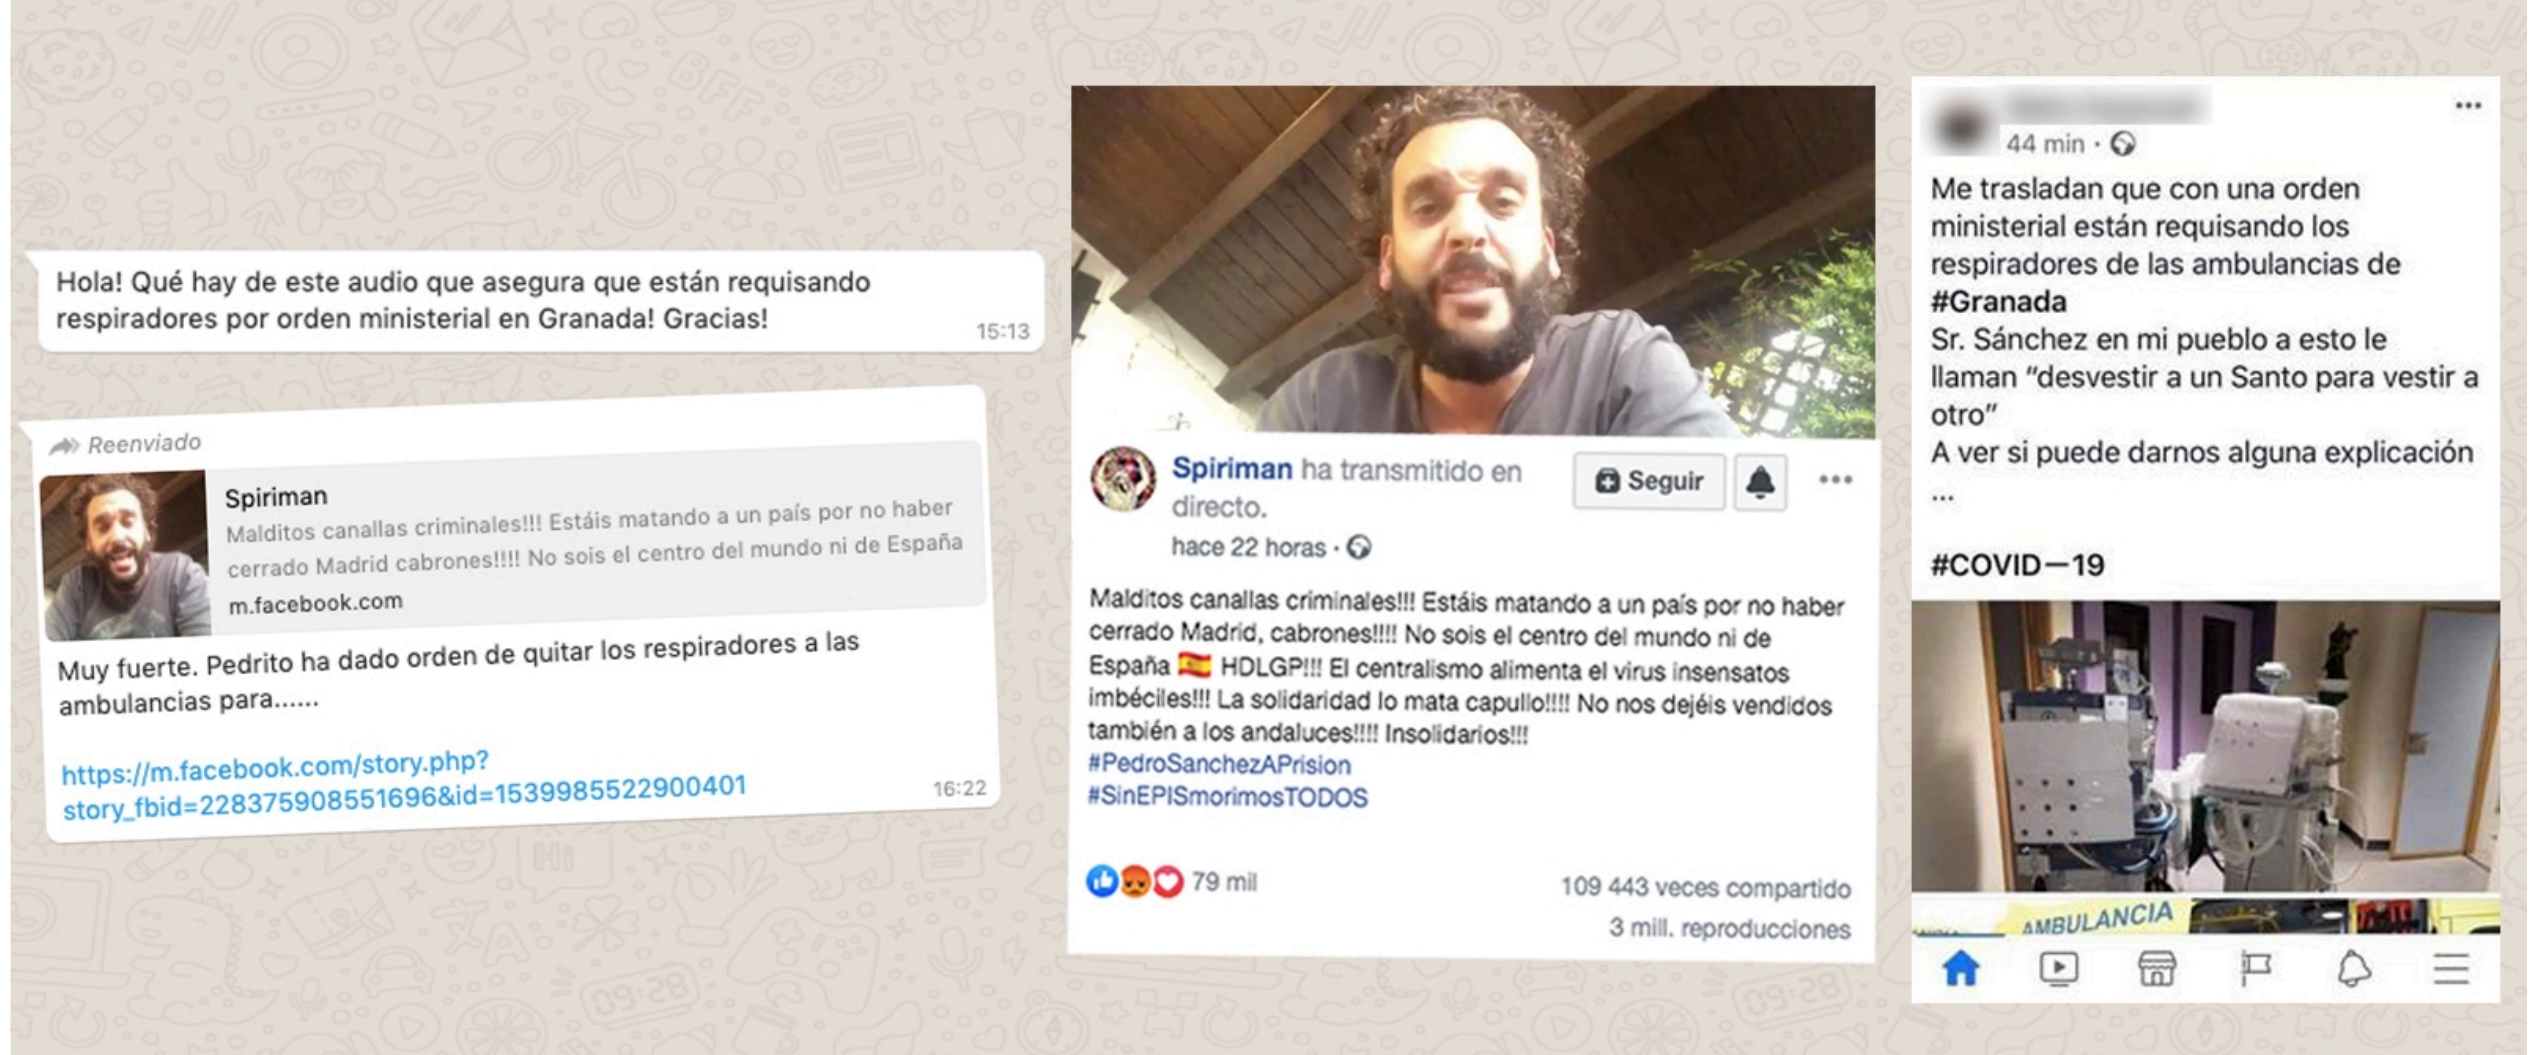 Hola! Qué hay de este audio que asegura que están requisando
respiradores por orden ministerial en Granada! Gracias!
15:13
Reenviado
Spiriman
Malditos canallas criminales!!! Estáis matando a un país por no haber
cerrado Madrid cabrones!!!! No sois el centro del mundo ni de España
m.facebook.com
Muy fuerte. Pedrito ha dado orden de quitar los respiradores a las
ambulancias para......
https://m.facebook.com/story.php?
story_fbid=228375908551696&id=1539985522900401
16:22
Spiriman ha transmitido en
directo.
hace 22 horas ·
Seguir
Malditos canallas criminales!!! Estáis matando a un país por no haber
cerrado Madrid, cabrones!!!! No sois el centro del mundo ni de
España 🇪🇸 HDLGP!!! El centralismo alimenta el virus insensatos
imbéciles!!! La solidaridad lo mata capullo!!!! No nos dejéis vendidos
también a los andaluces!!!! Insolidarios!!!
#PedroSanchezAPrision
#SinEPISmorimosTODOS
79 mil
109 443 veces compartido
3 mill. reproducciones
44 min ·
Me trasladan que con una orden
ministerial están requisando los
respiradores de las ambulancias de
#Granada
Sr. Sánchez en mi pueblo a esto le
llaman “desvestir a un Santo para vestir a
otro”
A ver si puede darnos alguna explicación
...
#COVID—19
AMBULANCIA